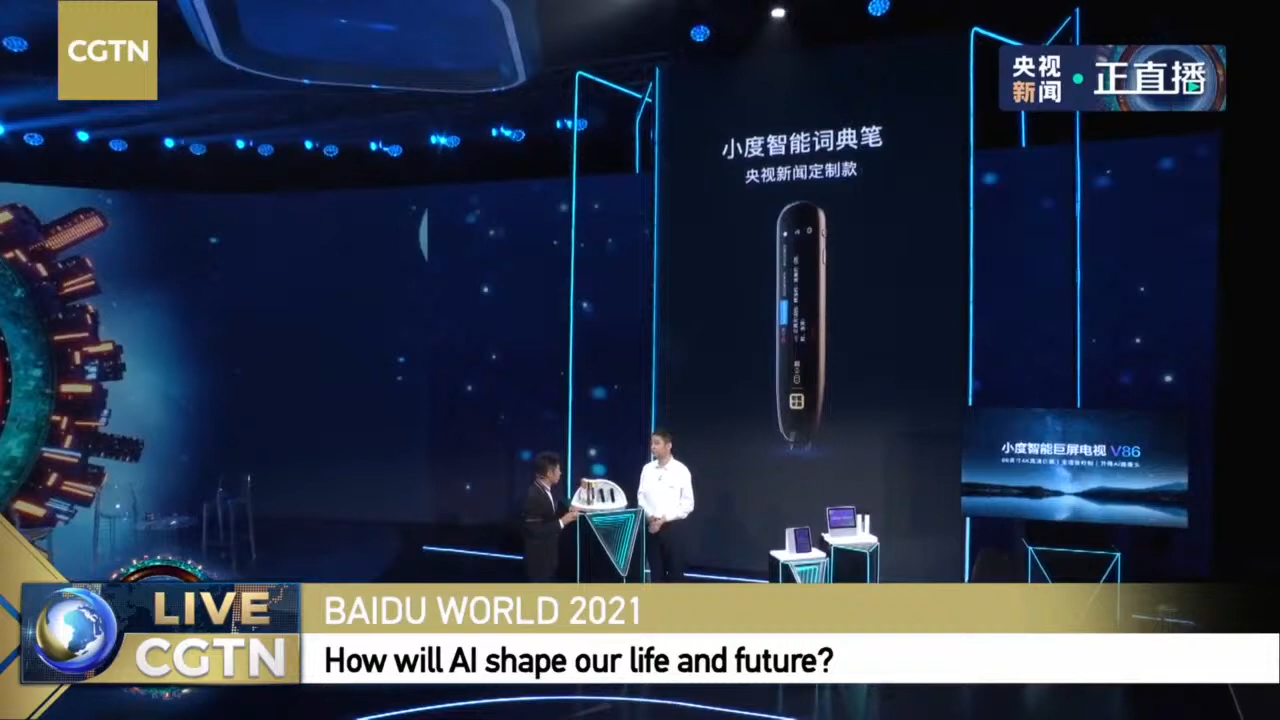 CGTN
央视
新闻
正直播
小度智能词典笔
央视新闻定制款
小度智能巨屏电视 V86
LIVE
CGTN
BAIDU WORLD 2021
How will AI shape our life and future?